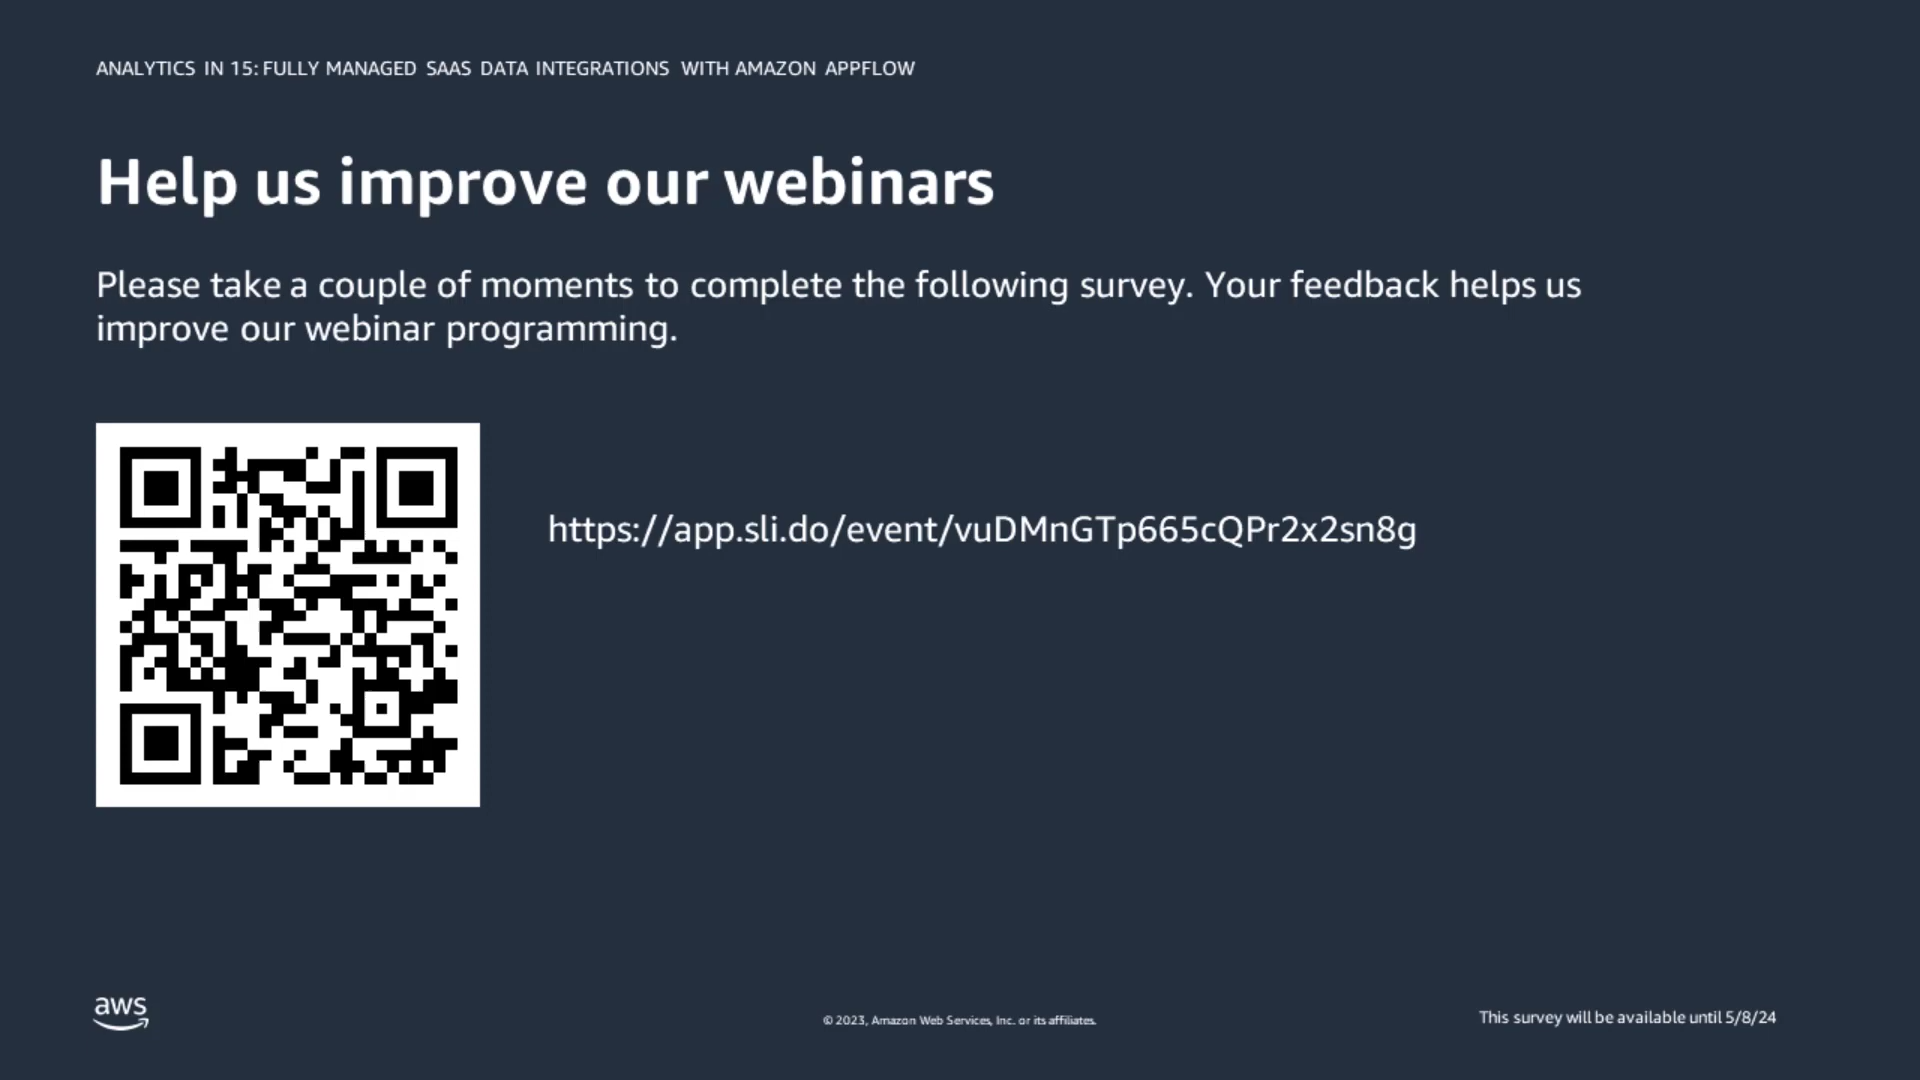 ANALYTICS IN 15: FULLY MANAGED SAAS DATA INTEGRATIONS WITH AMAZON APPFLOW
Help us improve our webinars
Please take a couple of moments to complete the following survey. Your feedback helps us
improve our webinar programming.
https://app.sli.do/event/vuDMnGTp665cQPr2x2sn8g
aws
© 2023, Amazon Web Services, Inc. or its affiliates.
This survey will be available until 5/8/24